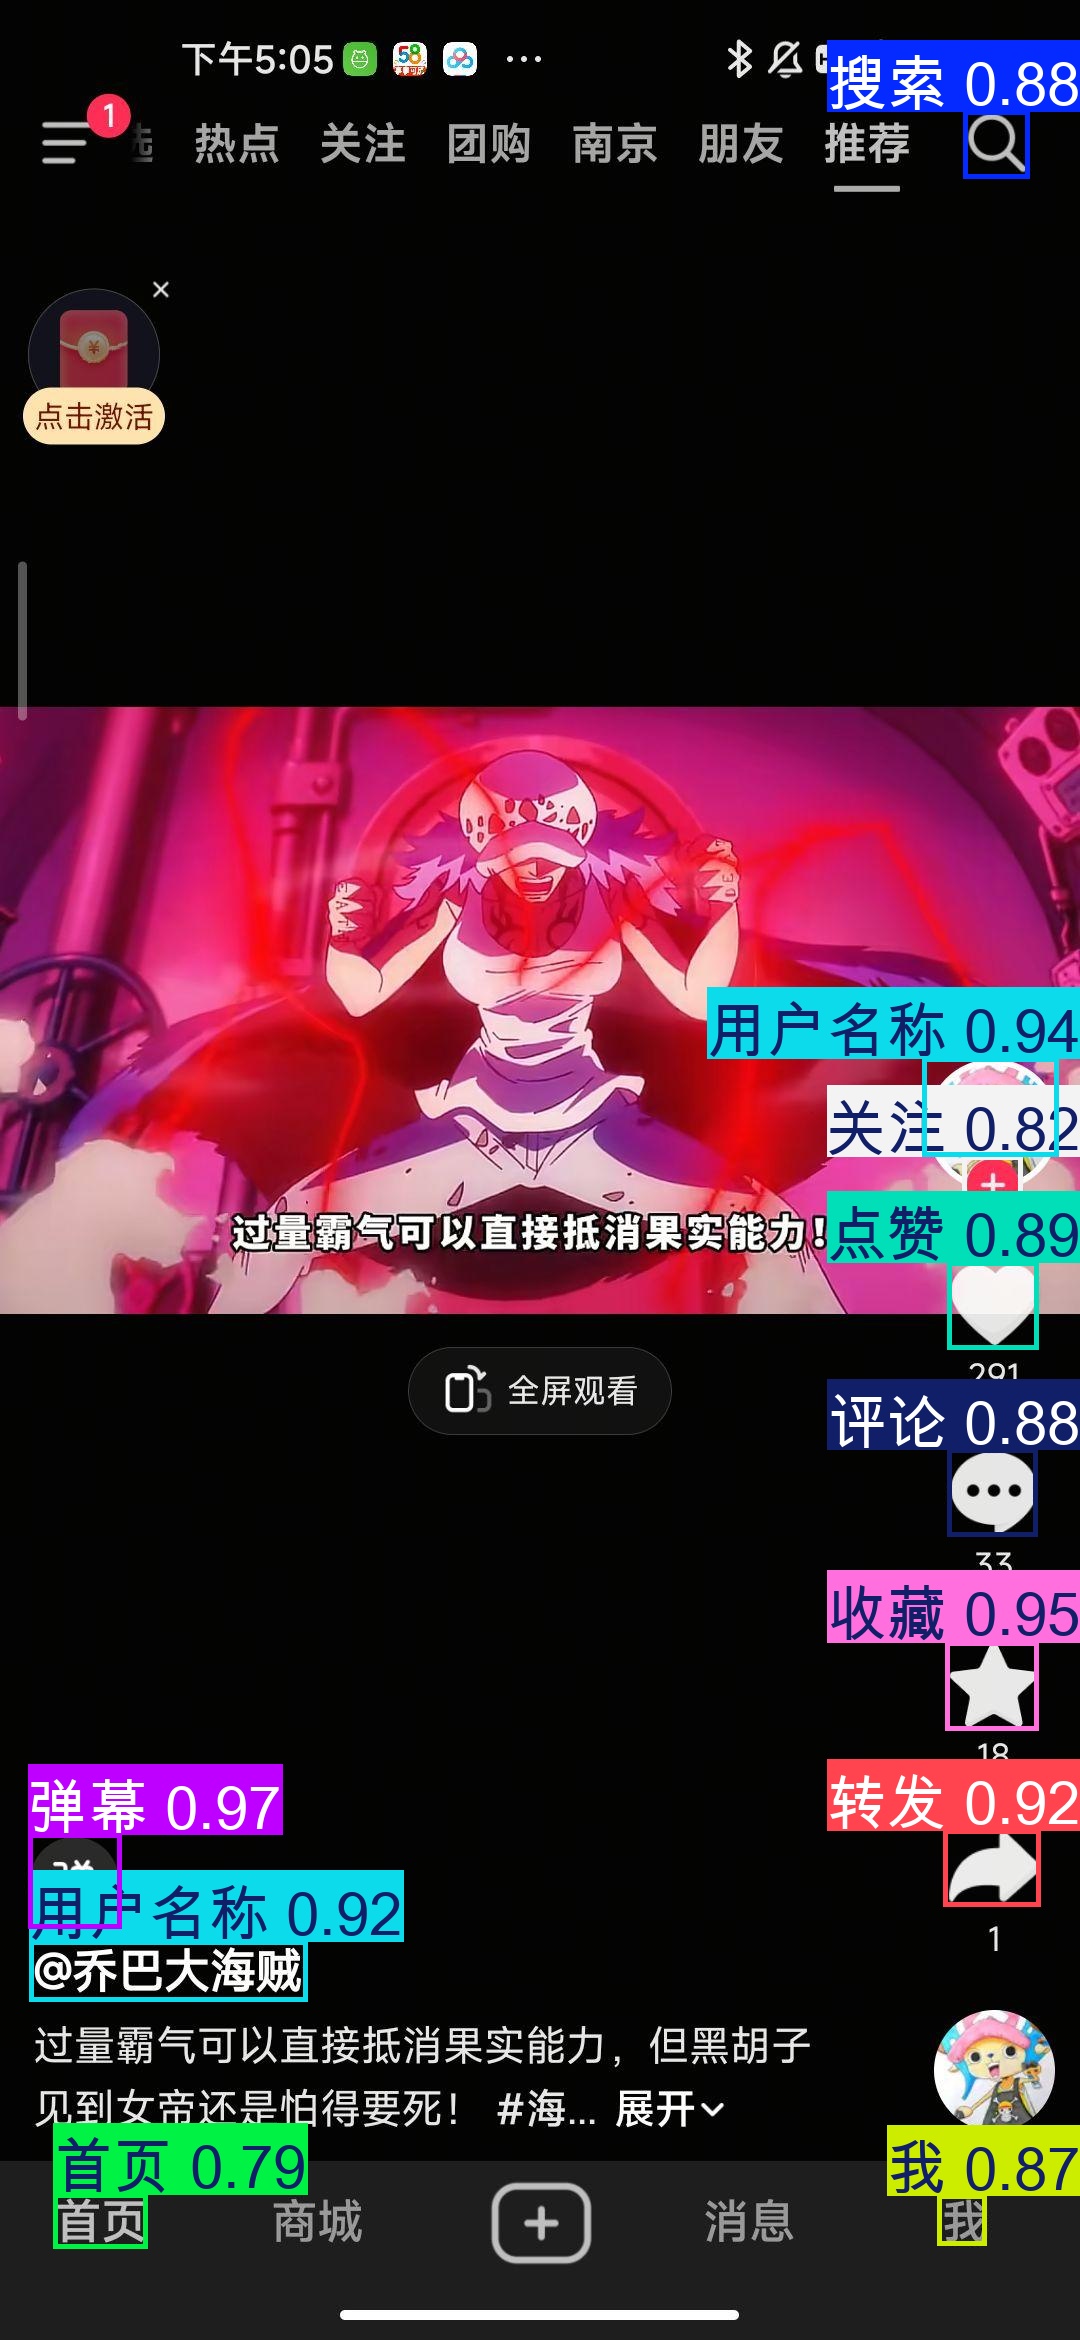 下午5:05
58
...
搜索 0.88
1
选 热点 关注 团购 南京 朋友 推荐
点击激活
用户名称 0.94
关注 0.82
点赞 0.89
过量霸气可以直接抵消果实能力!
291
全屏观看
评论 0.88
33
收藏 0.95
18
转发 0.92
1
弹幕 0.97
用户名称 0.92
@乔巴大海贼
过量霸气可以直接抵消果实能力，但黑胡子
见到女帝还是怕得要死！ #海... 展开
首页 0.79
我 0.87
首页 商城 消息 我